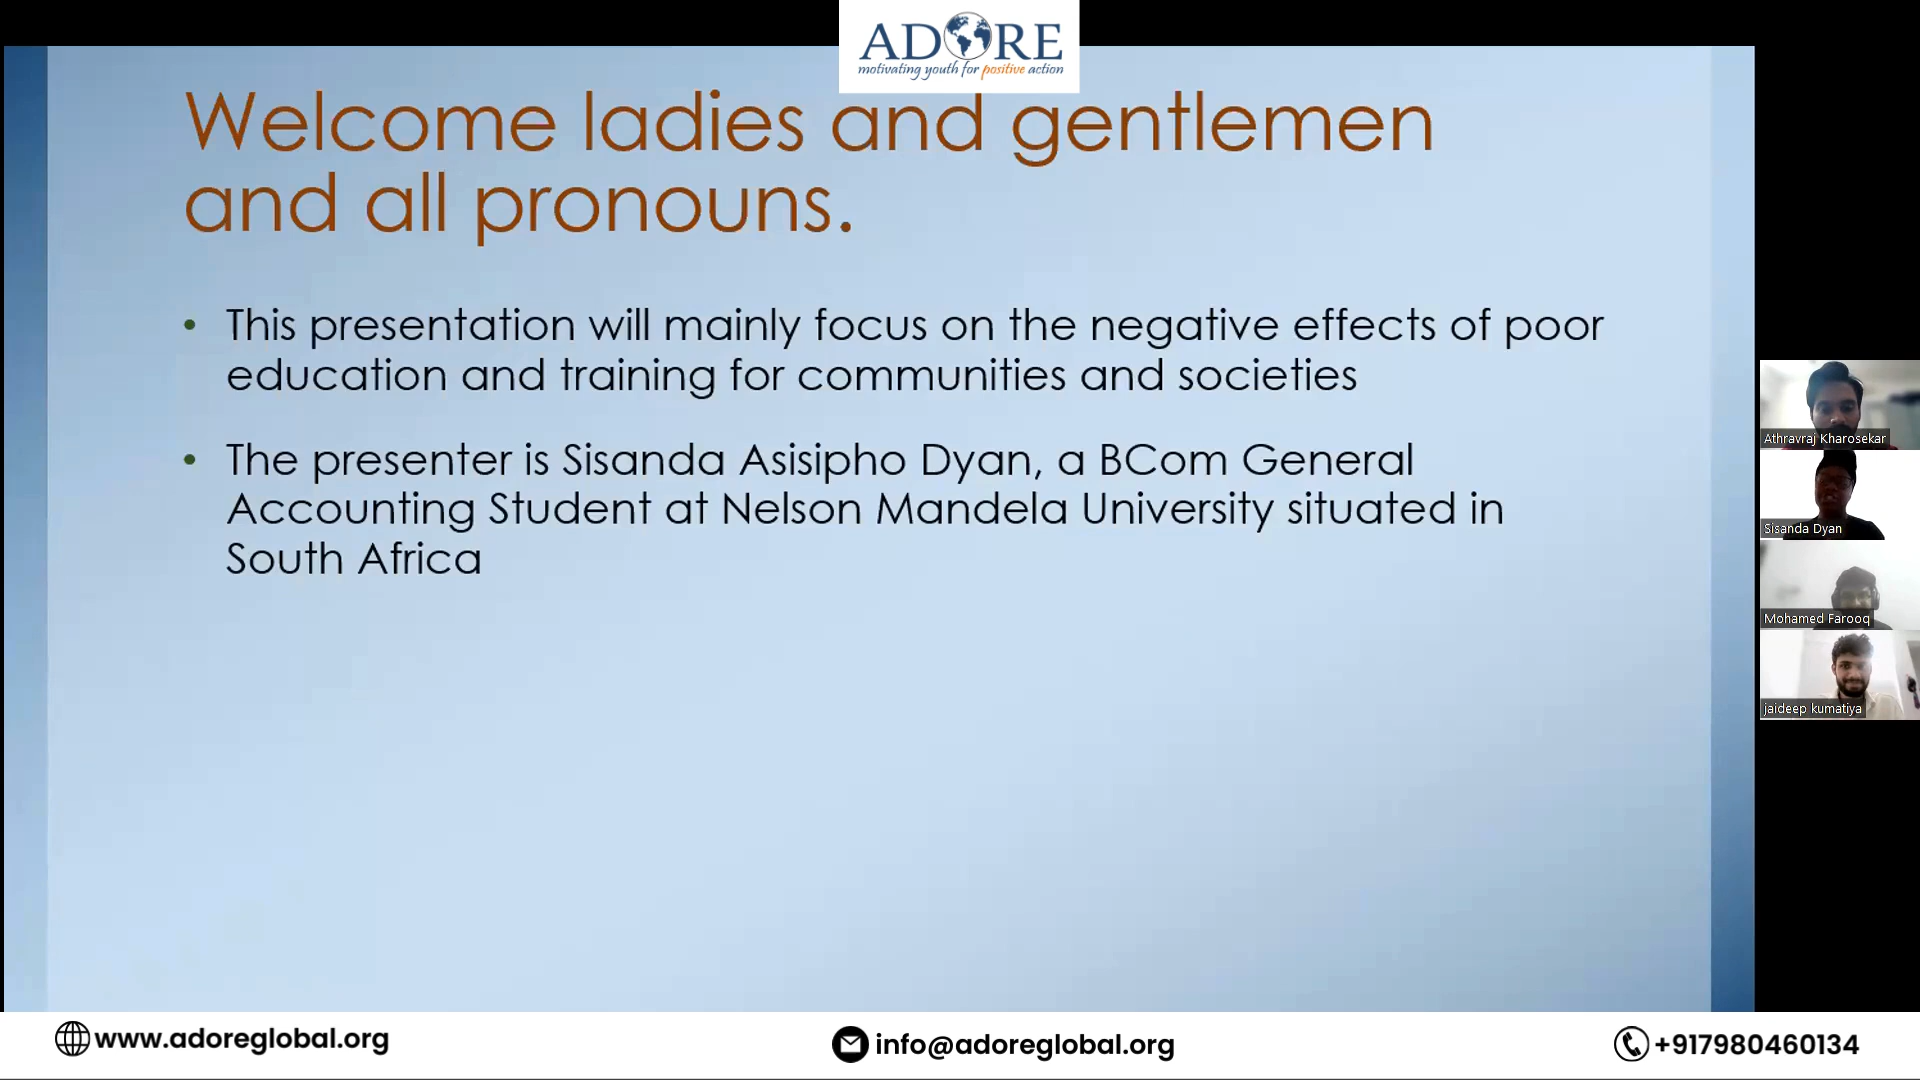 ADORE
motivating youth for positive action
Welcome ladies and gentlemen
and all pronouns.
• This presentation will mainly focus on the negative effects of poor
education and training for communities and societies
• The presenter is Sisanda Asisipho Dyan, a BCom General
Accounting Student at Nelson Mandela University situated in
South Africa
Athravraj Kharosekar
Sisanda Dyan
Mohamed Farooq
jaideep kumatiya
www.adoreglobal.org
info@adoreglobal.org
+917980460134